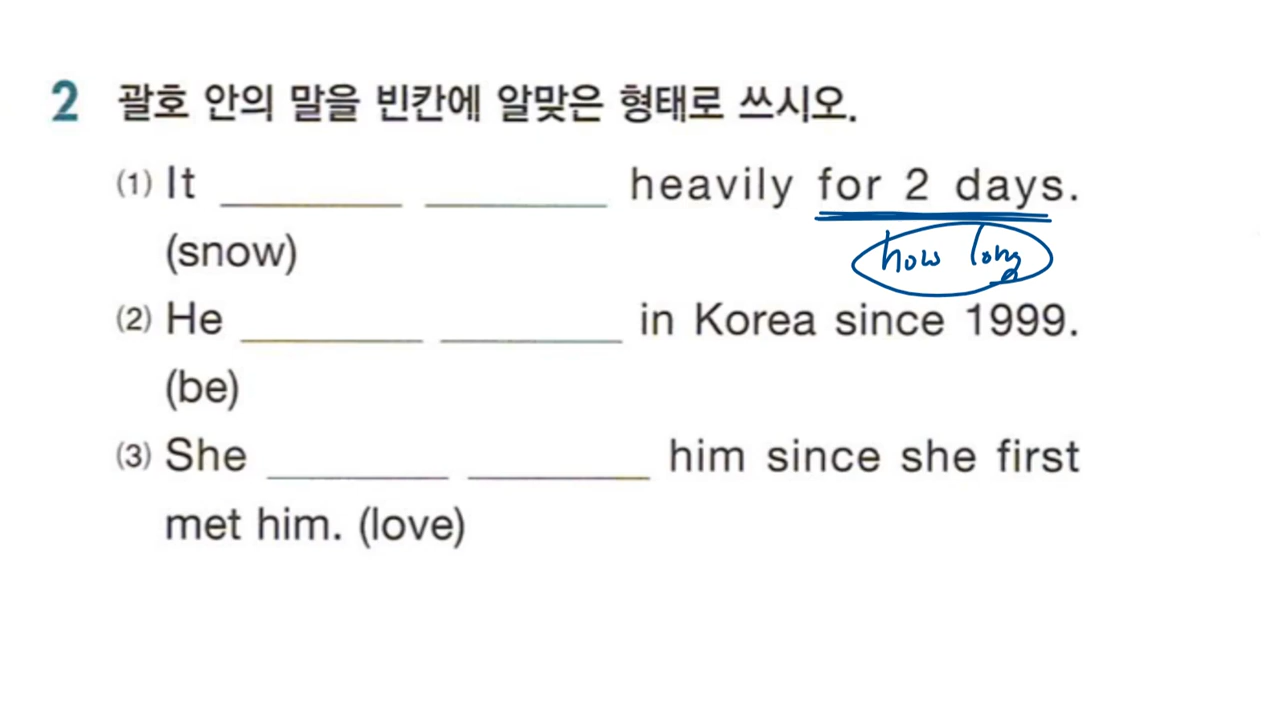 2 괄호 안의 말을 빈칸에 알맞은 형태로 쓰시오.
(1) It ________ ________ heavily for 2 days.
(snow)
how long
(2) He ________ ________ in Korea since 1999.
(be)
(3) She ________ ________ him since she first
met him. (love)